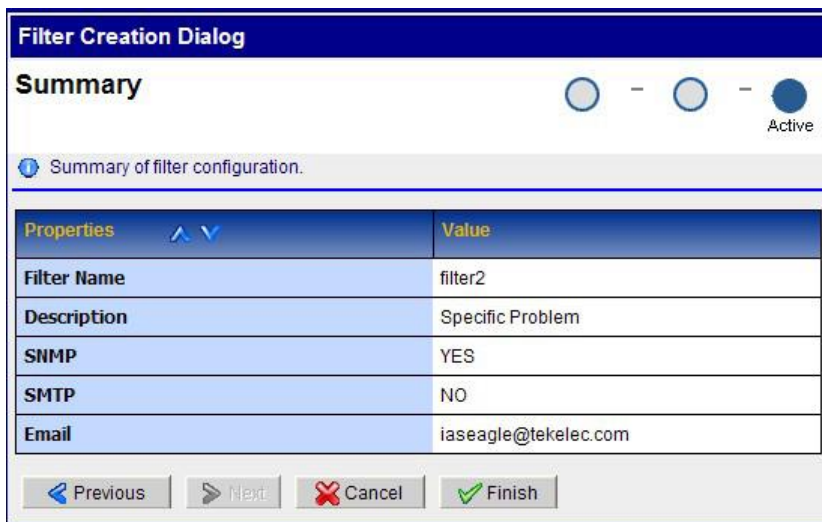 Filter Creation Dialog
Summary
Active
Summary of filter configuration.
Properties Value
Filter Name filter2
Description Specific Problem
SNMP YES
SMTP NO
Email iaseagle@tekelec.com
Previous Next Cancel Finish